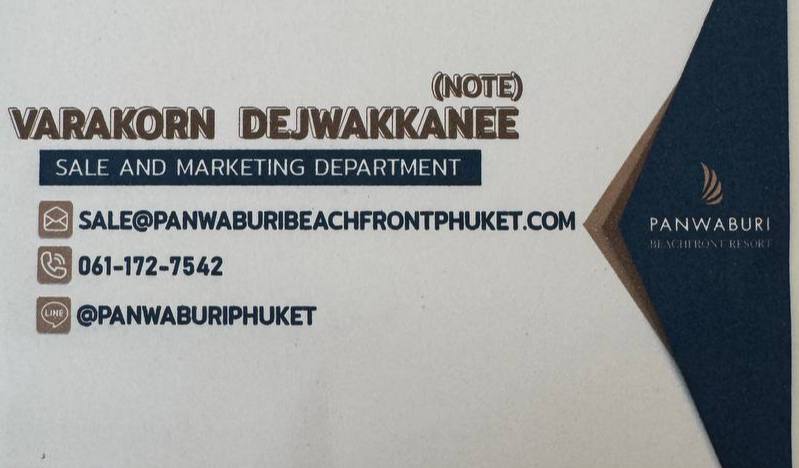 (NOTE)
VARAKORN DEJWAKKANEE
SALE AND MARKETING DEPARTMENT
SALE@PANWABURIBEACHFRONTPHUKET.COM
061-172-7542
LINE @PANWABURIPHUKET
PANWABURI
BEACHFRONT RESORT